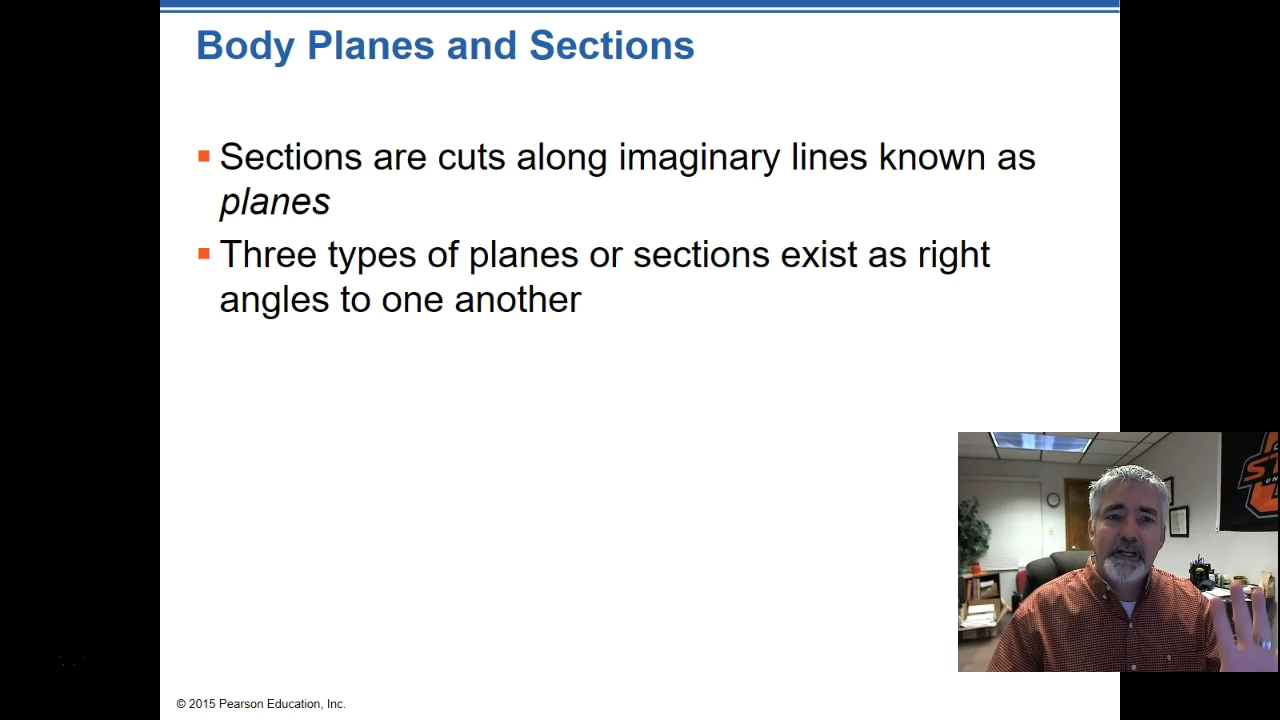 Body Planes and Sections
Sections are cuts along imaginary lines known as
planes
Three types of planes or sections exist as right
angles to one another
© 2015 Pearson Education, Inc.